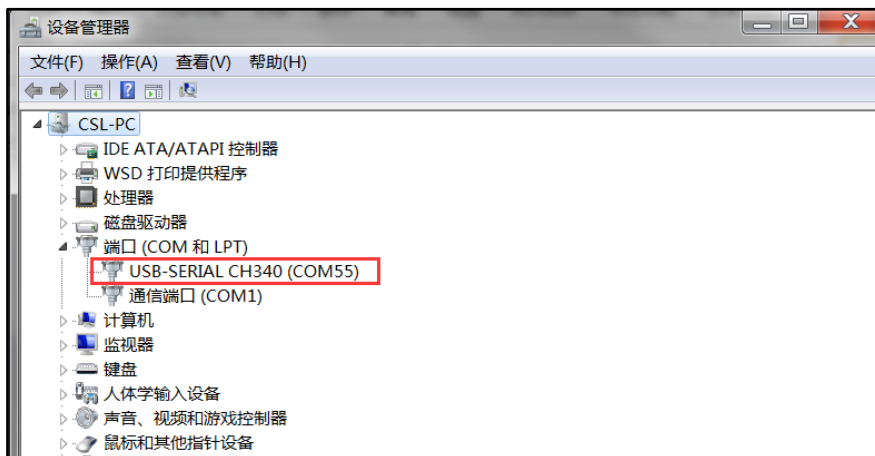 设备管理器
文件(F) 操作(A) 查看(V) 帮助(H)
CSL-PC
IDE ATA/ATAPI 控制器
WSD 打印提供程序
处理器
磁盘驱动器
端口 (COM 和 LPT)
USB-SERIAL CH340 (COM55)
通信端口 (COM1)
计算机
监视器
键盘
人体学输入设备
声音、视频和游戏控制器
鼠标和其他指针设备